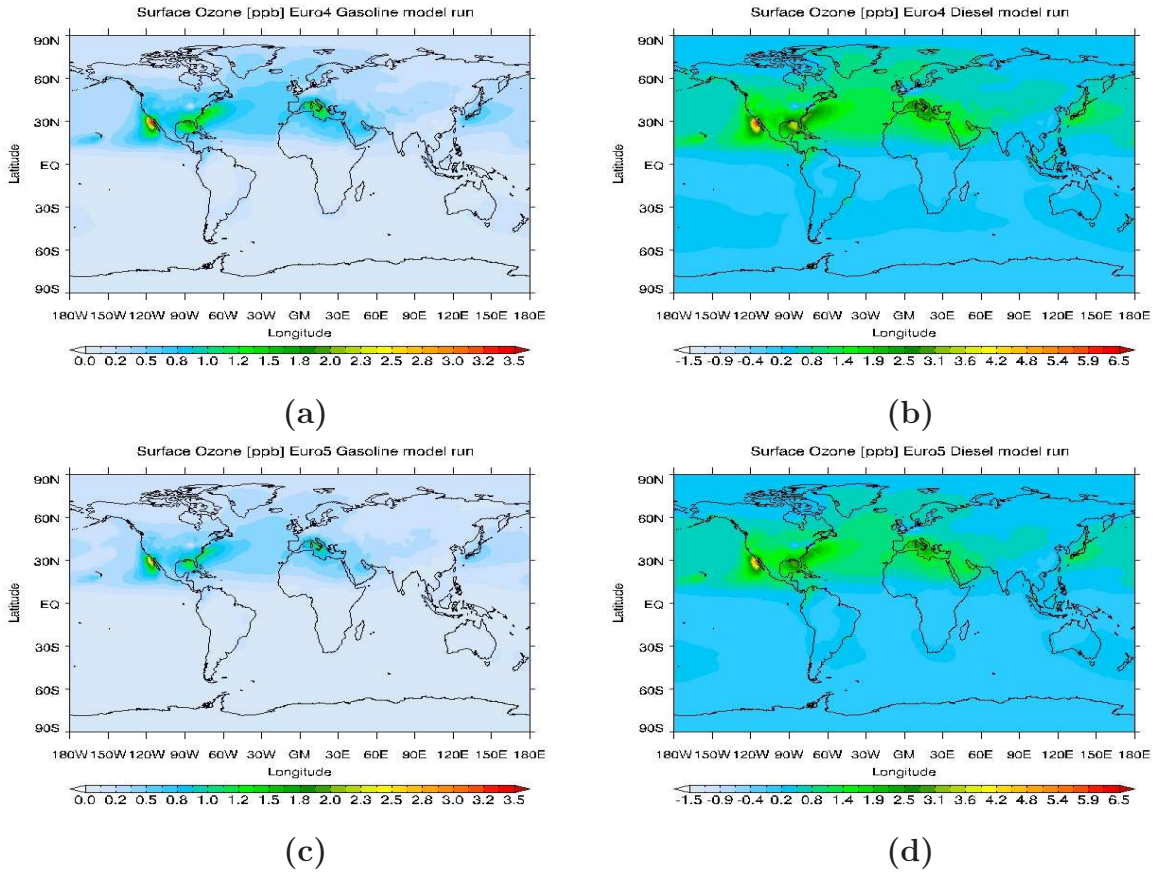 Surface Ozone [ppb] Euro4 Gasoline model run
90N
60N
30N
EQ
30S
60S
90S
Latitude
180W 150W 120W 90W 60W 30W GM 30E 60E 90E 120E 150E 180E
Longitude
0.0 0.2 0.5 0.8 1.0 1.2 1.5 1.8 2.0 2.2 2.5 2.8 3.0 3.2 3.5
(a)
Surface Ozone [ppb] Euro4 Diesel model run
90N
60N
30N
EQ
30S
60S
90S
Latitude
180W 150W 120W 90W 60W 30W GM 30E 60E 90E 120E 150E 180E
Longitude
-1.5 -0.9 -0.4 0.2 0.8 1.4 1.9 2.5 3.1 3.6 4.2 4.8 5.4 5.9 6.5
(b)
Surface Ozone [ppb] Euro5 Gasoline model run
90N
60N
30N
EQ
30S
60S
90S
Latitude
180W 150W 120W 90W 60W 30W GM 30E 60E 90E 120E 150E 180E
Longitude
0.0 0.2 0.5 0.8 1.0 1.2 1.5 1.8 2.0 2.2 2.5 2.8 3.0 3.2 3.5
(c)
Surface Ozone [ppb] Euro5 Diesel model run
90N
60N
30N
EQ
30S
60S
90S
Latitude
180W 150W 120W 90W 60W 30W GM 30E 60E 90E 120E 150E 180E
Longitude
-1.5 -0.9 -0.4 0.2 0.8 1.4 1.9 2.5 3.1 3.6 4.2 4.8 5.4 5.9 6.5
(d)